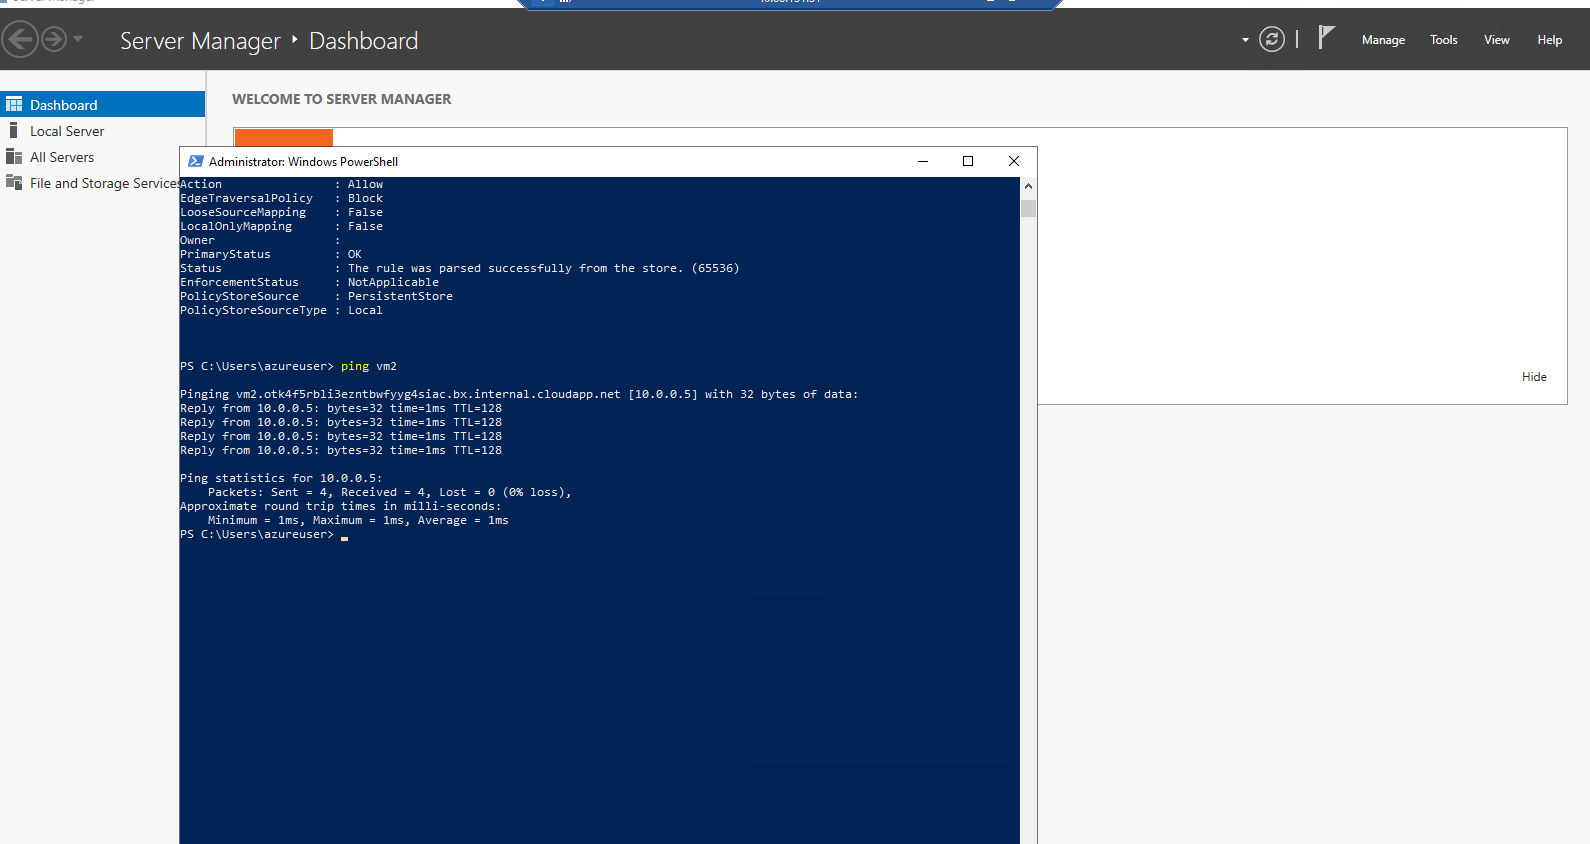 Server Manager
Server Manager ‣ Dashboard
Manage Tools View Help
Dashboard
Local Server
All Servers
File and Storage Services
WELCOME TO SERVER MANAGER
Administrator: Windows PowerShell
Action : Allow
EdgeTraversalPolicy : Block
LooseSourceMapping : False
LocalOnlyMapping : False
Owner :
PrimaryStatus : OK
Status : The rule was parsed successfully from the store. (65536)
EnforcementStatus : NotApplicable
PolicyStoreSource : PersistentStore
PolicyStoreSourceType : Local
PS C:\Users\azureuser> ping vm2
Pinging vm2.otk4f5rbli3ezntbwfyyg4siac.bx.internal.cloudapp.net [10.0.0.5] with 32 bytes of data:
Reply from 10.0.0.5: bytes=32 time=1ms TTL=128
Reply from 10.0.0.5: bytes=32 time=1ms TTL=128
Reply from 10.0.0.5: bytes=32 time=1ms TTL=128
Reply from 10.0.0.5: bytes=32 time=1ms TTL=128
Ping statistics for 10.0.0.5:
Packets: Sent = 4, Received = 4, Lost = 0 (0% loss),
Approximate round trip times in milli-seconds:
Minimum = 1ms, Maximum = 1ms, Average = 1ms
PS C:\Users\azureuser>
Hide